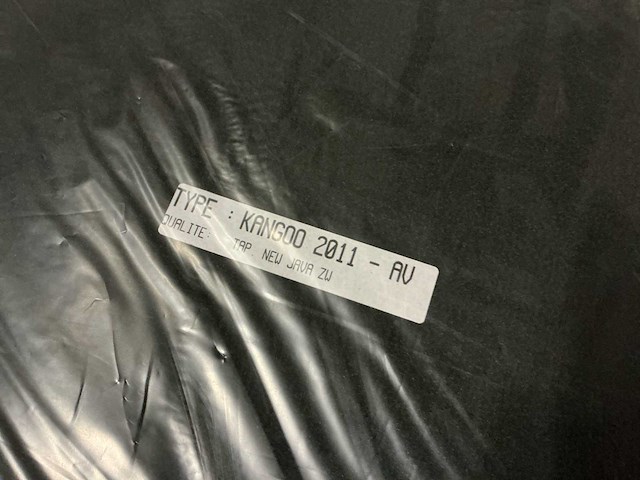 TYPE : KANGOO 2011 - AV
QUALITE: TAP NEW JAVA ZW